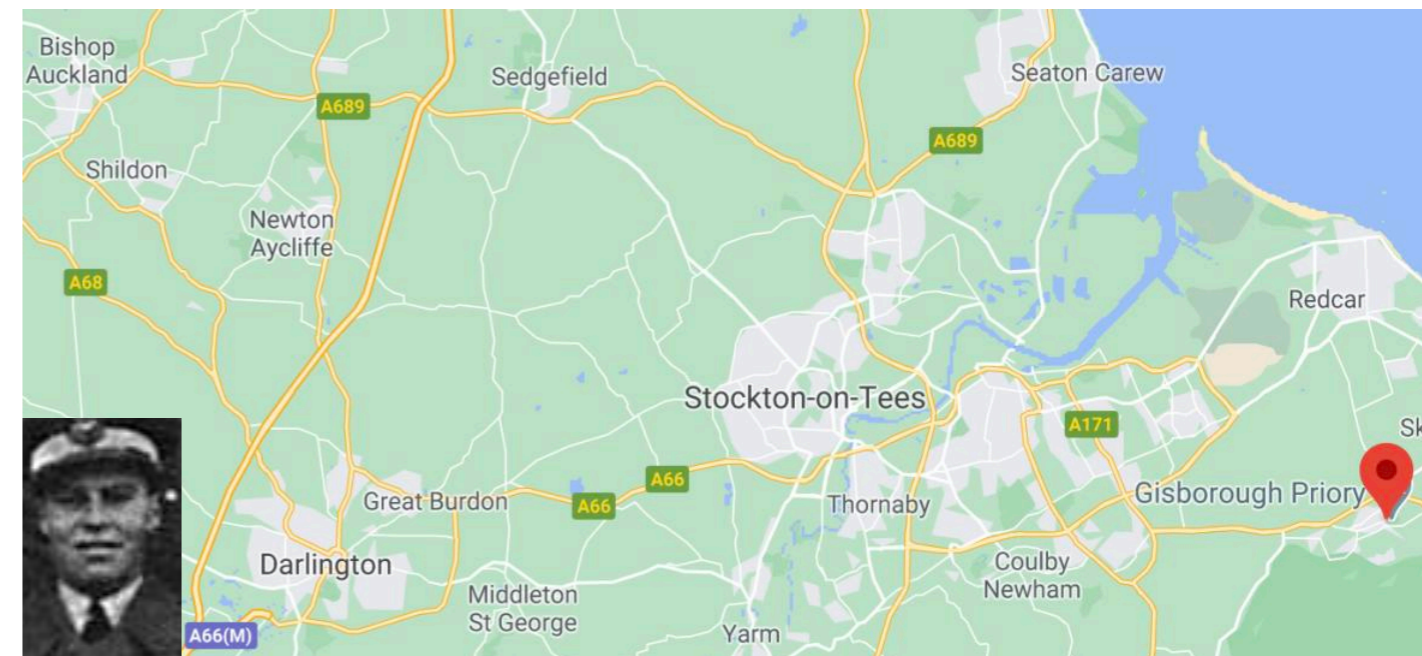 Bishop
Auckland
Sedgefield
Seaton Carew
A689
A689
Shildon
Newton
Aycliffe
A68
Redcar
Stockton-on-Tees
A171
Sk
A66
Great Burdon
A66
Thornaby
Gisborough Priory
Darlington
Coulby
Newham
Middleton
St George
A66(M)
Yarm